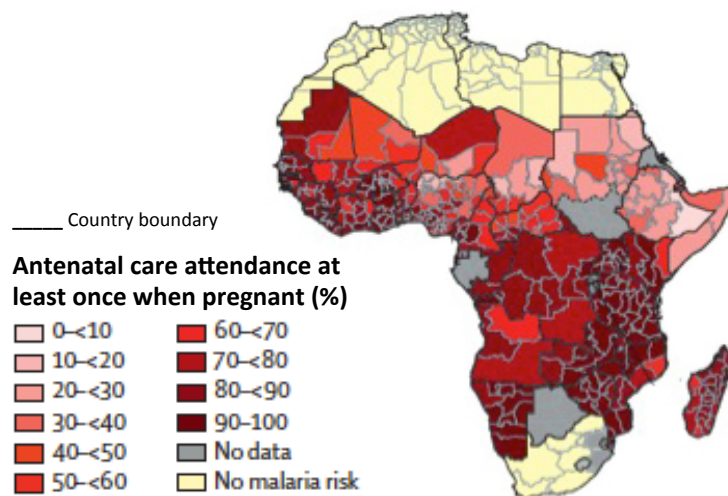 _____ Country boundary
Antenatal care attendance at
least once when pregnant (%)
0–<10
10–<20
20–<30
30–<40
40–<50
50–<60
60–<70
70–<80
80–<90
90–100
No data
No malaria risk